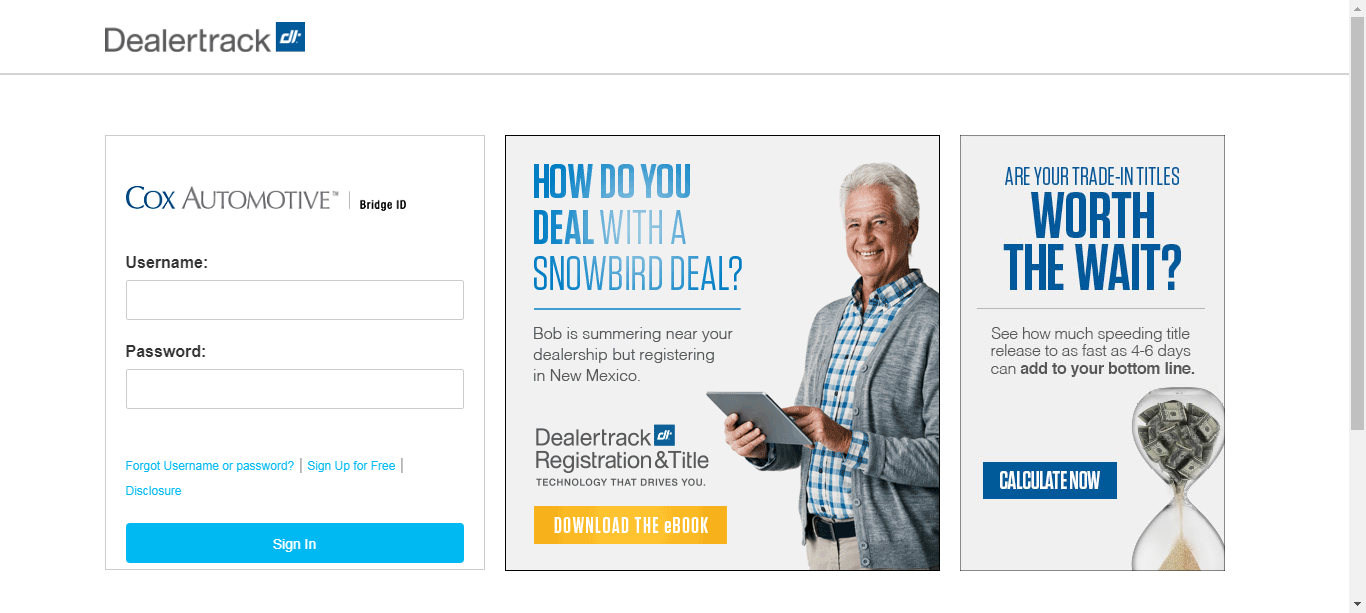 Dealertrack dlr
COX AUTOMOTIVE™ | Bridge ID
Username:
Password:
Forgot Username or password? | Sign Up for Free |
Disclosure
Sign In
HOW DO YOU
DEAL WITH A
SNOWBIRD DEAL?
Bob is summering near your
dealership but registering
in New Mexico.
Dealertrack dlr
Registration & Title
TECHNOLOGY THAT DRIVES YOU.
DOWNLOAD THE eBOOK
ARE YOUR TRADE-IN TITLES
WORTH
THE WAIT?
See how much speeding title
release to as fast as 4-6 days
can add to your bottom line.
CALCULATE NOW